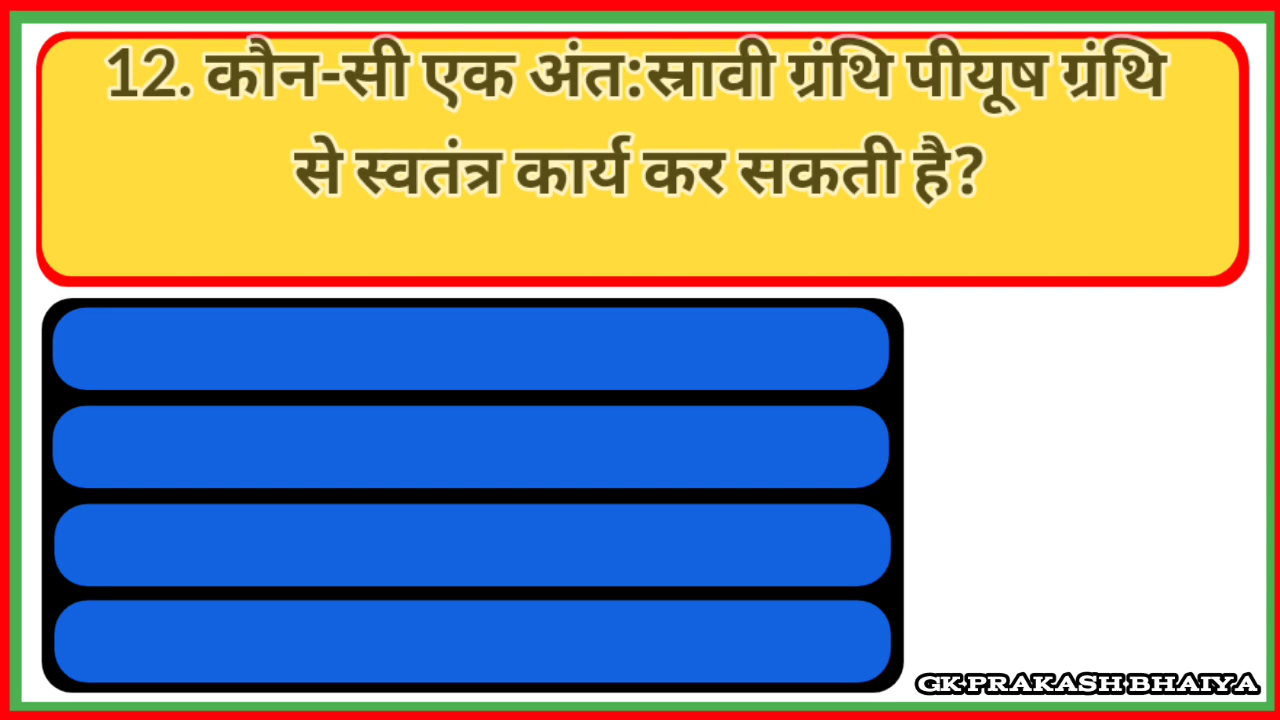 12. कौन-सी एक अंत:स्रावी ग्रंथि पीयूष ग्रंथि
से स्वतंत्र कार्य कर सकती है?
GK PRAKASH BHAIYA